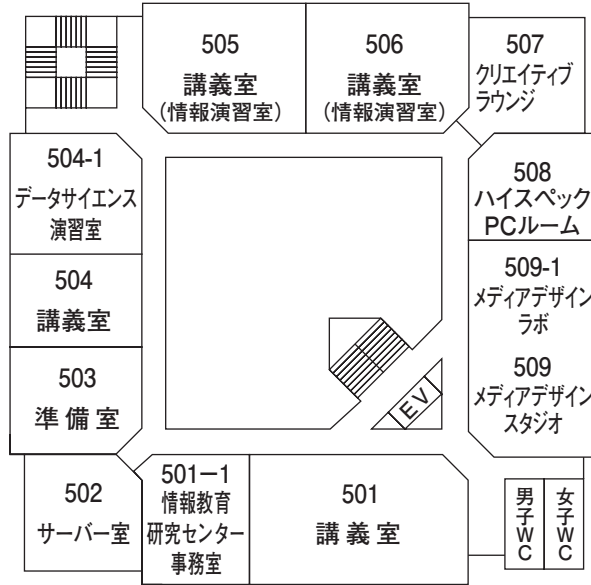 505
講義室
(情報演習室)
506
講義室
(情報演習室)
507
クリエイティブ
ラウンジ
504-1
データサイエンス
演習室
508
ハイスペック
PCルーム
504
講義室
509-1
メディアデザイン
ラボ
503
準備室
509
メディアデザイン
スタジオ
EV
502
サーバー室
501−1
情報教育
研究センター
事務室
501
講義室
男子WC
女子WC